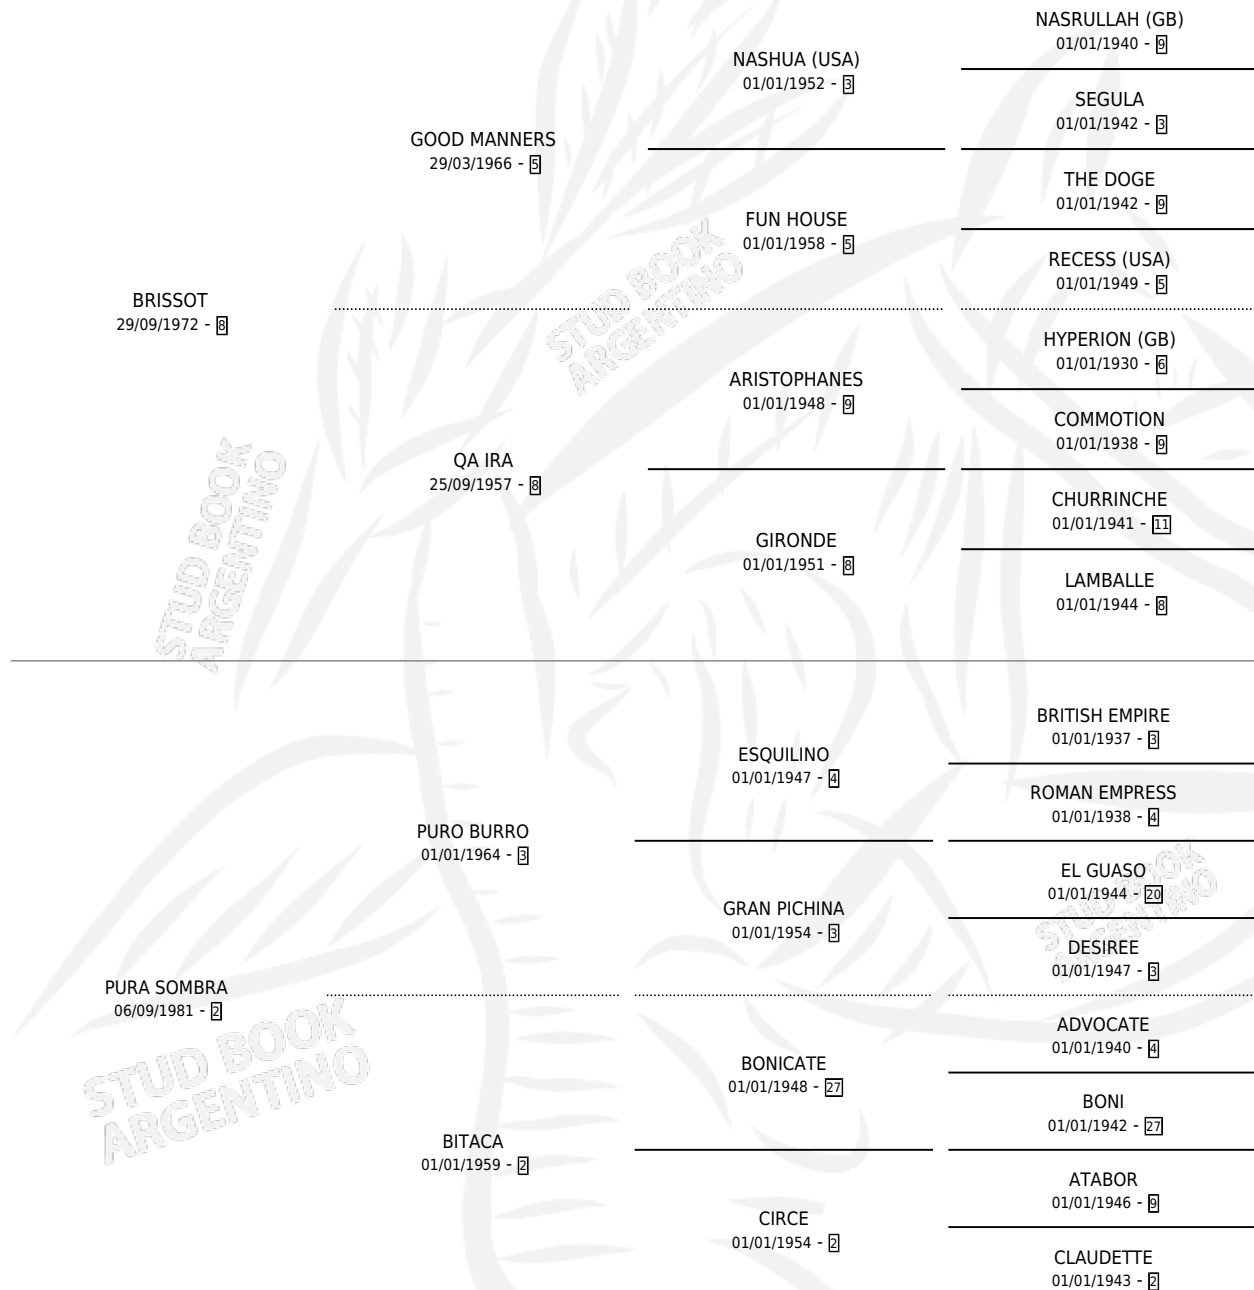 NASRULLAH (GB)
01/01/1940 - 9
NASHUA (USA)
01/01/1952 - 3
SEGULA
01/01/1942 - 3
GOOD MANNERS
29/03/1966 - 5
THE DOGE
01/01/1942 - 9
FUN HOUSE
01/01/1958 - 5
RECESS (USA)
01/01/1949 - 5
BRISSOT
29/09/1972 - 8
STUD BOOK
ARGENTINO
HYPERION (GB)
01/01/1930 - 6
ARISTOPHANES
01/01/1948 - 9
COMMOTION
01/01/1938 - 9
QA IRA
25/09/1957 - 8
CHURRINCHE
01/01/1941 - 11
GIRONDE
01/01/1951 - 8
LAMBALLE
01/01/1944 - 8
STUD BOOK
ARGENTINO
BRITISH EMPIRE
01/01/1937 - 3
ESQUILINO
01/01/1947 - 4
ROMAN EMPRESS
01/01/1938 - 4
PURO BURRO
01/01/1964 - 3
EL GUASO
01/01/1944 - 20
GRAN PICHINA
01/01/1954 - 3
STUD BOOK
ARGENTINO
DESIREE
01/01/1947 - 3
PURA SOMBRA
06/09/1981 - 2
STUD BOOK
ARGENTINO
ADVOCATE
01/01/1940 - 4
BONICATE
01/01/1948 - 27
BONI
01/01/1942 - 27
BITACA
01/01/1959 - 2
ATABOR
01/01/1946 - 9
CIRCE
01/01/1954 - 2
CLAUDETTE
01/01/1943 - 2